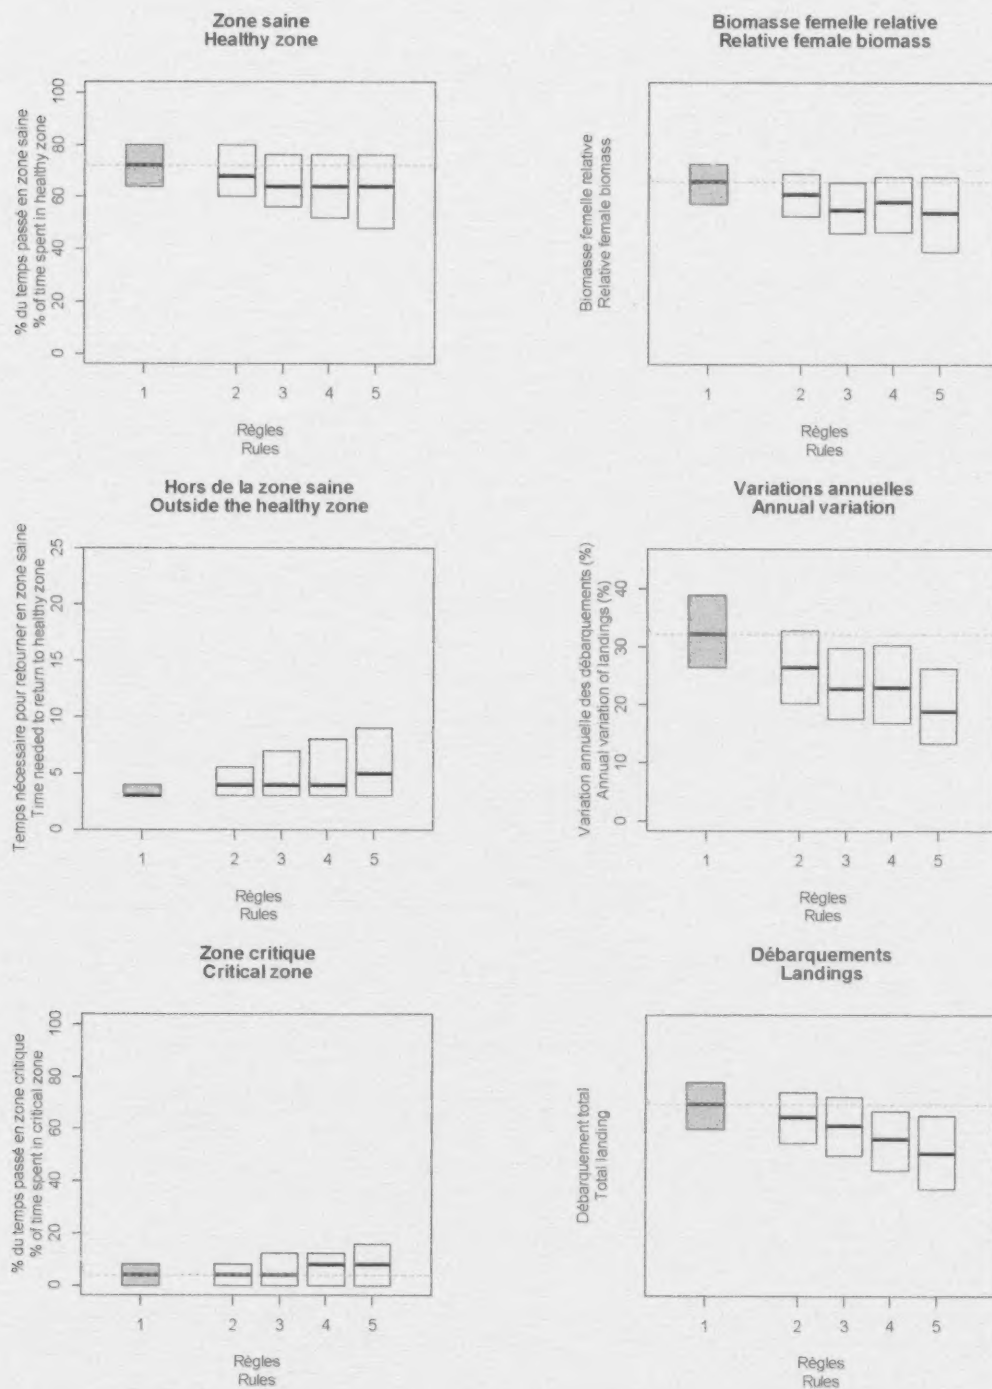 Zone saine
Healthy zone
% du temps passé en zone saine
% of time spent in healthy zone
100
80
60
40
20
0
1
2
3
4
5
Règles
Rules
Biomasse femelle relative
Relative female biomass
Biomasse femelle relative
Relative female biomass
1
2
3
4
5
Règles
Rules
Hors de la zone saine
Outside the healthy zone
Temps nécessaire pour retourner en zone saine
Time needed to return to healthy zone
25
20
15
10
5
0
1
2
3
4
5
Règles
Rules
Variations annuelles
Annual variation
Variation annuelle des débarquements (%)
Annual variation of landings (%)
40
30
20
10
0
1
2
3
4
5
Règles
Rules
Zone critique
Critical zone
% du temps passé en zone critique
% of time spent in critical zone
100
80
60
40
20
0
1
2
3
4
5
Règles
Rules
Débarquements
Landings
Débarquement total
Total landing
1
2
3
4
5
Règles
Rules